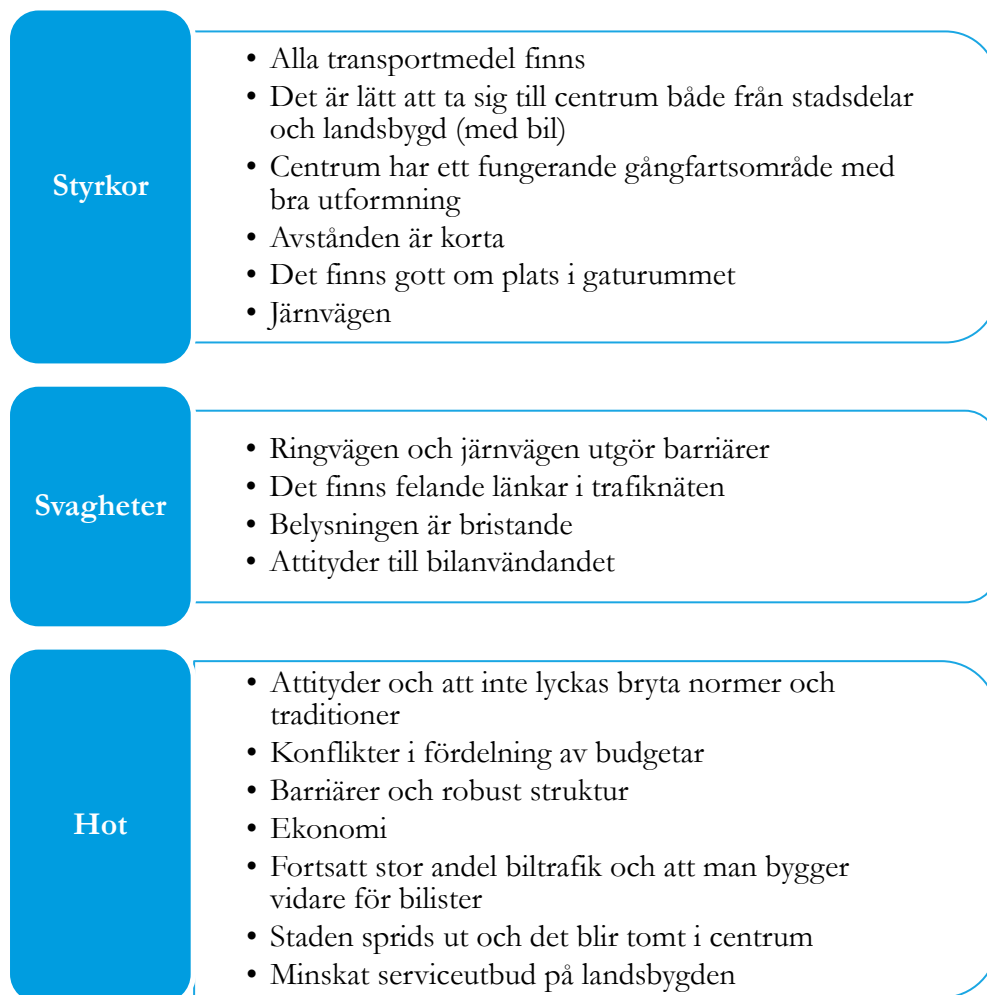 Styrkor
• Alla transportmedel finns
• Det är lätt att ta sig till centrum både från stadsdelar
och landsbygd (med bil)
• Centrum har ett fungerande gångfartsområde med
bra utformning
• Avstånden är korta
• Det finns gott om plats i gaturummet
• Järnvägen
Svagheter
• Ringvägen och järnvägen utgör barriärer
• Det finns felande länkar i trafiknäten
• Belysningen är bristande
• Attityder till bilanvändandet
Hot
• Attityder och att inte lyckas bryta normer och
traditioner
• Konflikter i fördelning av budgetar
• Barriärer och robust struktur
• Ekonomi
• Fortsatt stor andel biltrafik och att man bygger
vidare för bilister
• Staden sprids ut och det blir tomt i centrum
• Minskat serviceutbud på landsbygden